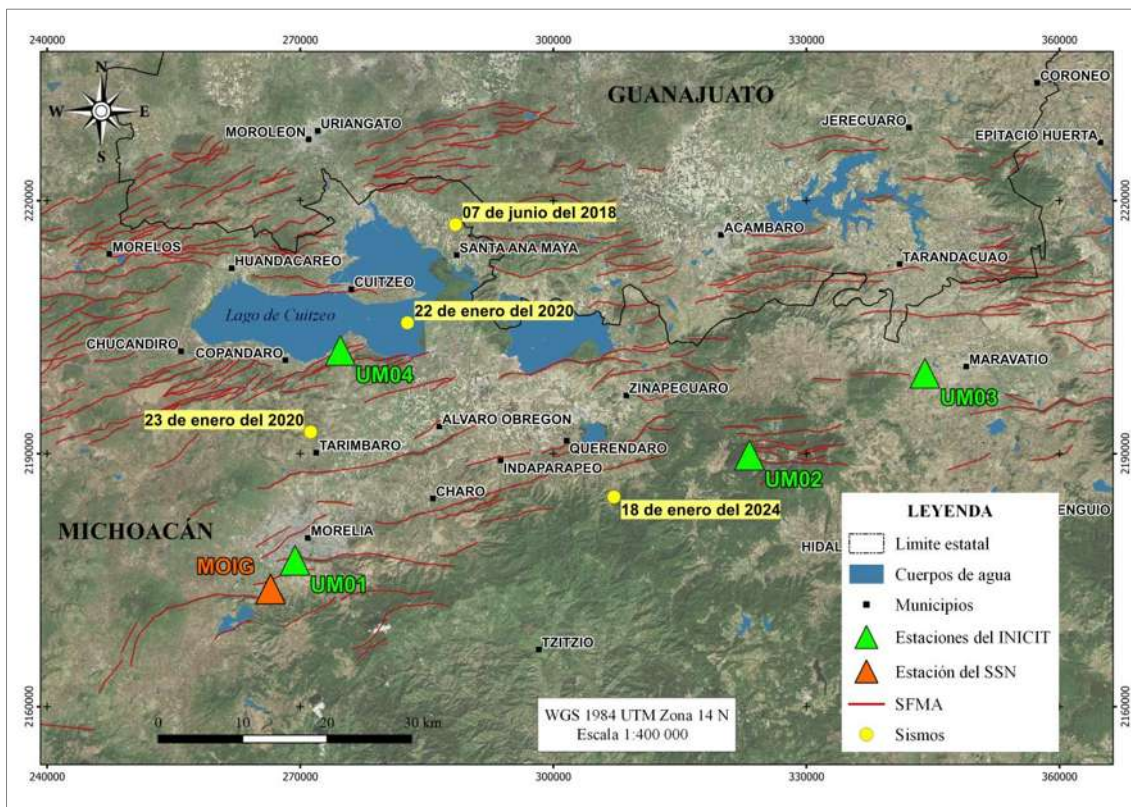 240000
270000
300000
330000
360000
N
W
E
S
GUANAJUATO
CORONEO
URIANGATO
MOROLEON
JERECUARO
EPITACIO HUERTA
2220000
2220000
07 de junio del 2018
ACAMBARO
MORELOS
SANTA ANA MAYA
HUANDACAREO
TARANDACUAO
CUITZEO
22 de enero del 2020
Lago de Cuitzeo
CHUCANDIRO
COPANDARO
UM04
MARAVATIO
UM03
ZINAPECUARO
23 de enero del 2020
ALVARO OBREGON
TARIMBARO
QUERENDARO
2190000
2190000
INDAPARAPEO
UM02
CHARO
18 de enero del 2024
ENGUIO
MICHOACÁN
MORELIA
HIDAL
MOIG
UM01
TZITZIO
LEYENDA
Limite estatal
Cuerpos de agua
Municipios
Estaciones del INICIT
Estación del SSN
SFMA
Sismos
2160000
2160000
0 10 20 30 km
WGS 1984 UTM Zona 14 N
Escala 1:400 000
240000
270000
300000
330000
360000